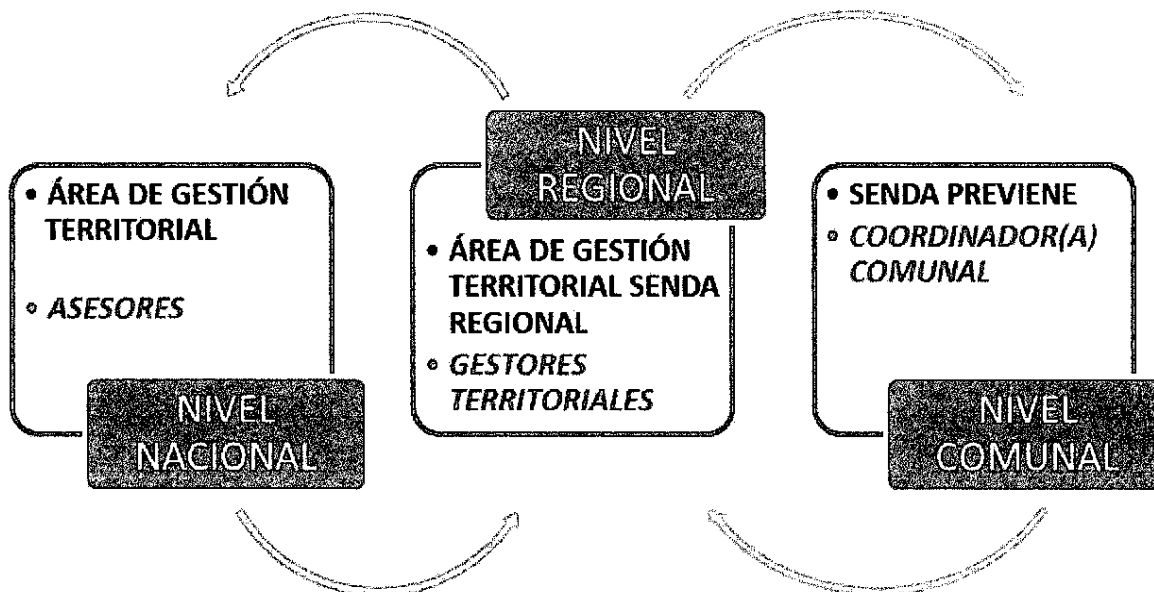 • ÁREA DE GESTIÓN
TERRITORIAL
• ASESORES
NIVEL
NACIONAL
NIVEL
REGIONAL
• ÁREA DE GESTIÓN
TERRITORIAL SENDA
REGIONAL
• GESTORES
TERRITORIALES
• SENDA PREVIENE
• COORDINADOR(A)
COMUNAL
NIVEL
COMUNAL